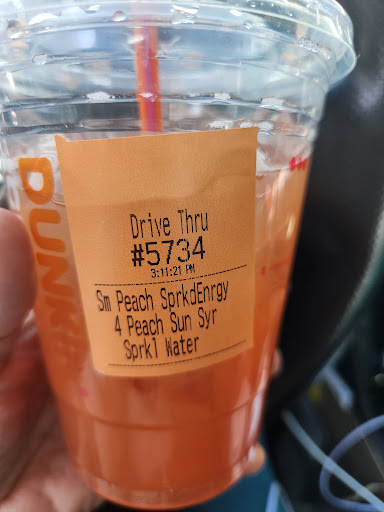 DUNK
Drive Thru
#5734
3:11:21 PM
Sm Peach SprkdEnrgy
4 Peach Sun Syr
Sprkl Water